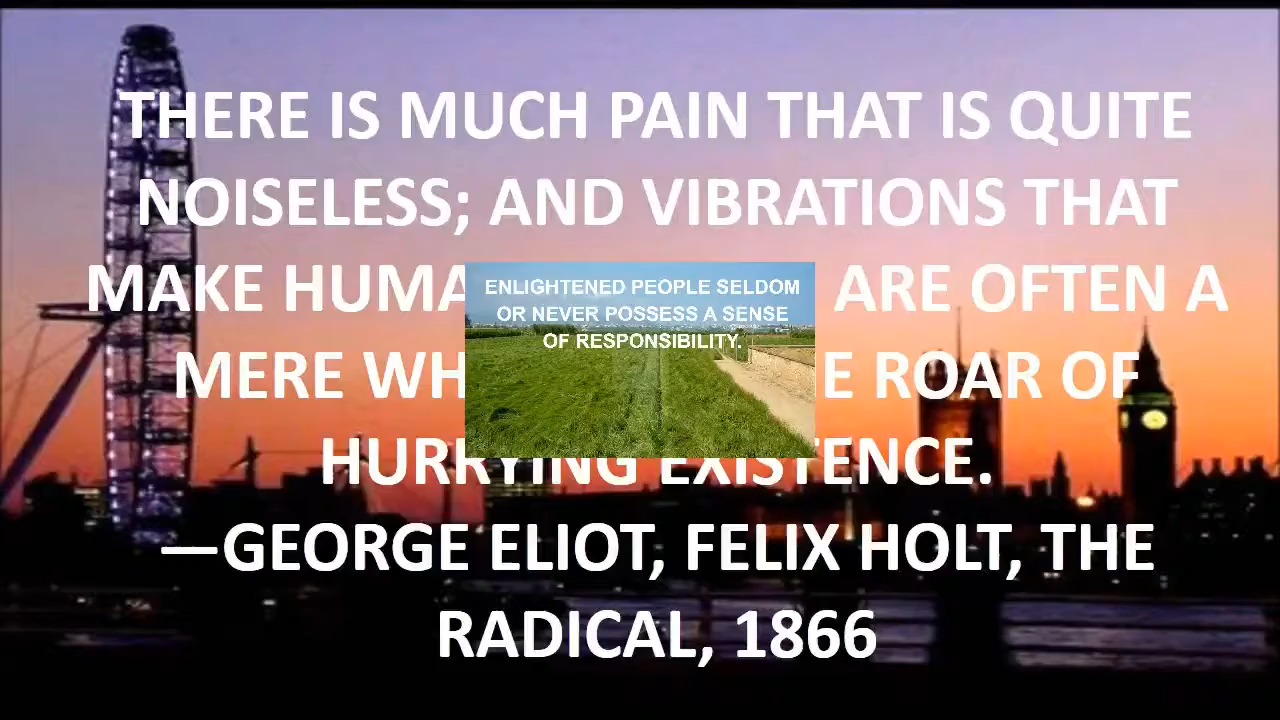 THERE IS MUCH PAIN THAT IS QUITE
NOISELESS; AND VIBRATIONS THAT
MAKE HUMA ARE OFTEN A
MERE WH E ROAR OF
HURRYING EXISTENCE.
—GEORGE ELIOT, FELIX HOLT, THE
RADICAL, 1866
ENLIGHTENED PEOPLE SELDOM
OR NEVER POSSESS A SENSE
OF RESPONSIBILITY.